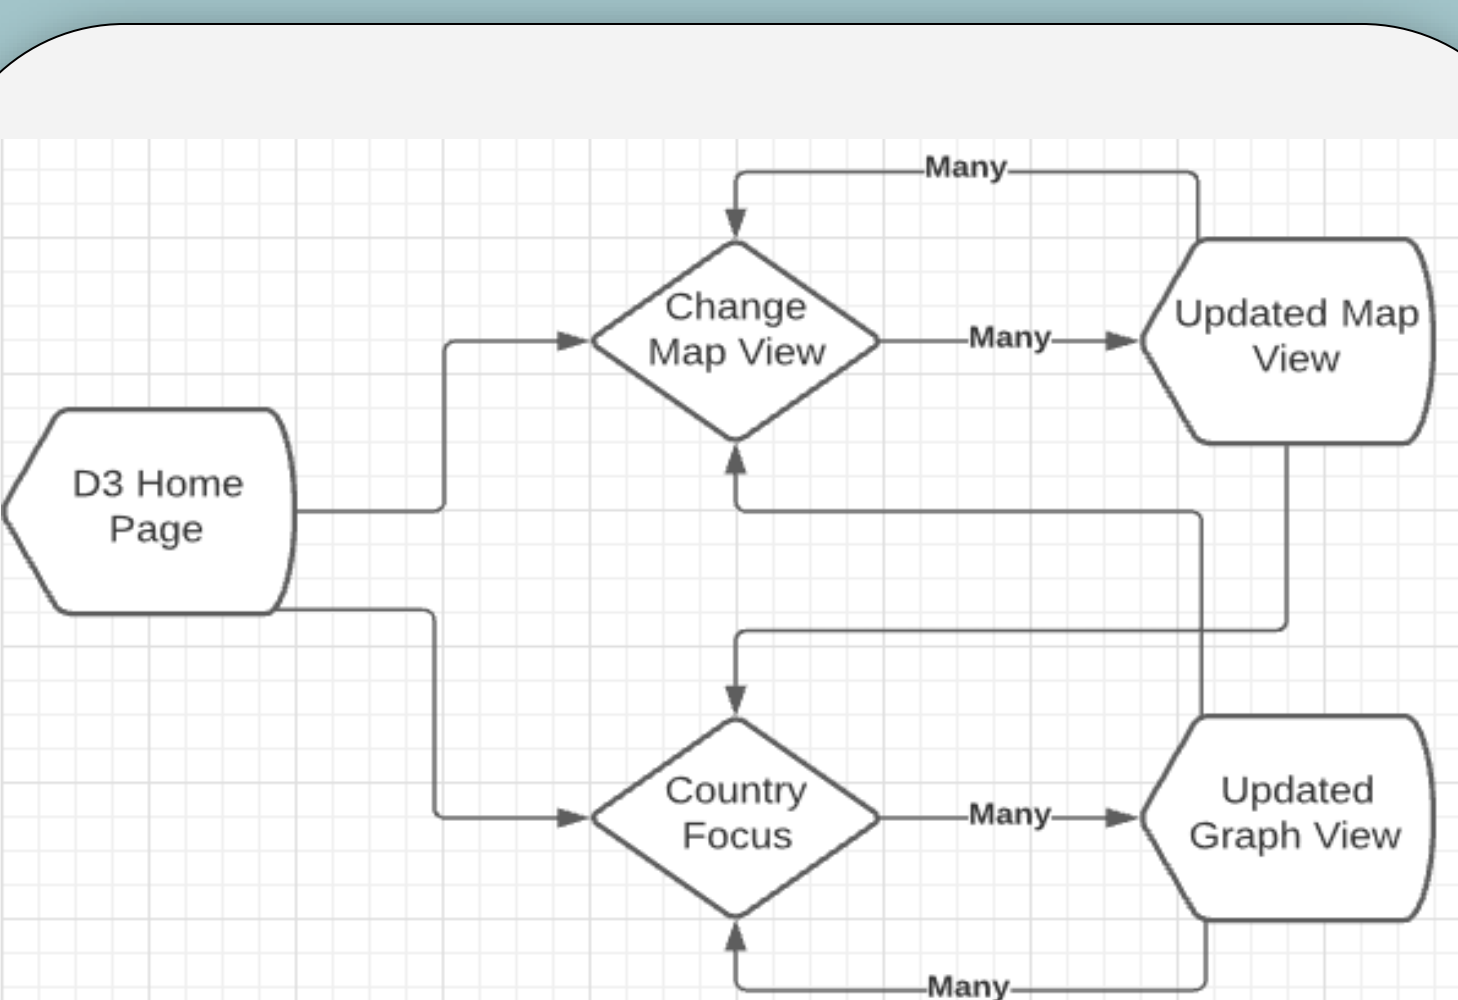 Many
Change
Map View
Many
Updated Map
View
D3 Home
Page
Country
Focus
Many
Updated
Graph View
Many